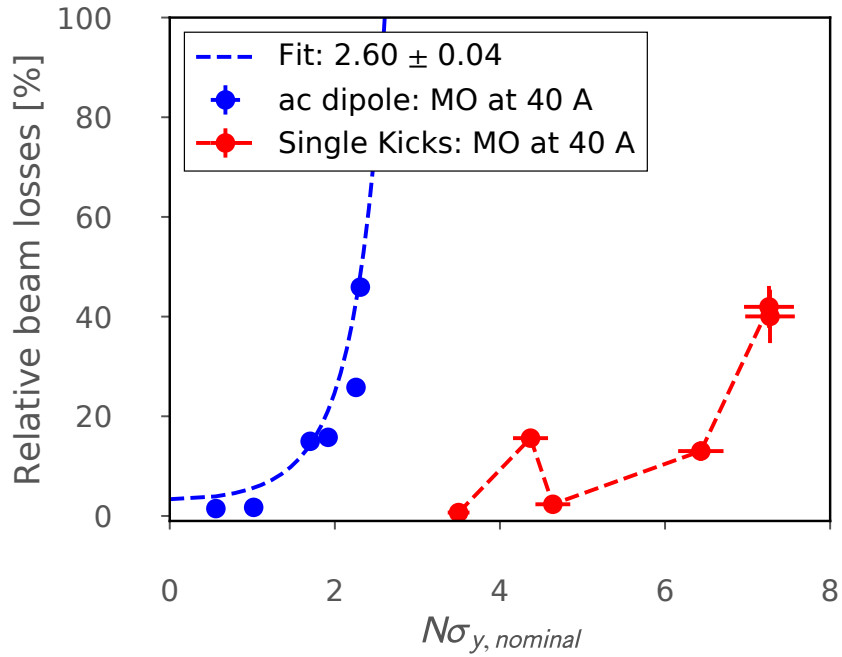 Relative beam losses [%]
100
80
60
40
20
0
Fit: 2.60 ± 0.04
ac dipole: MO at 40 A
Single Kicks: MO at 40 A
0 2 4 6 8
Nσy, nominal